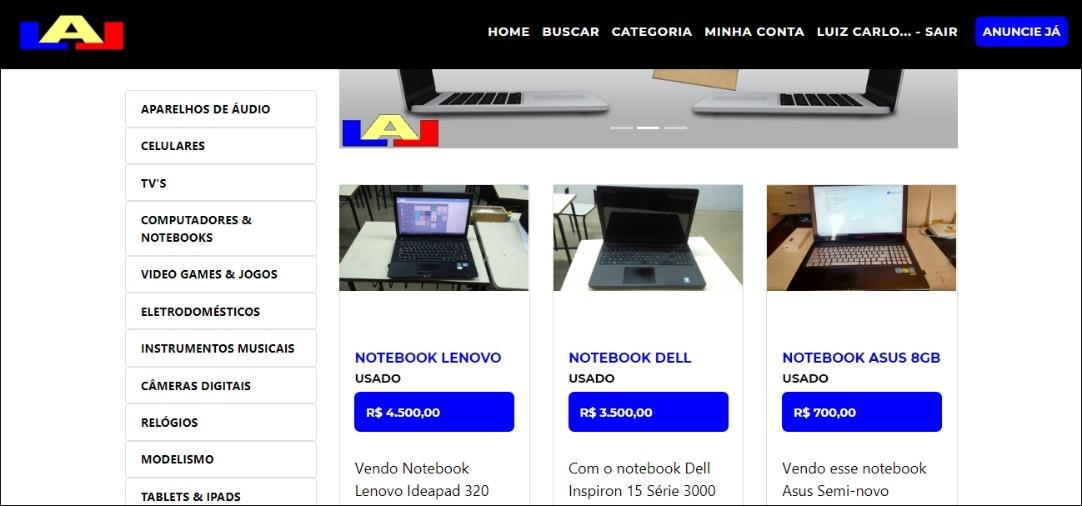 LAL
HOME BUSCAR CATEGORIA MINHA CONTA LUIZ CARLO... - SAIR ANUNCIE JÁ
APARELHOS DE ÁUDIO
CELULARES
TV'S
COMPUTADORES &
NOTEBOOKS
VIDEO GAMES & JOGOS
ELETRODOMÉSTICOS
INSTRUMENTOS MUSICAIS
CÂMERAS DIGITAIS
RELÓGIOS
MODELISMO
TABLETS & IPADS
LAL
NOTEBOOK LENOVO
USADO
R$ 4.500,00
Vendo Notebook
Lenovo Ideapad 320
NOTEBOOK DELL
USADO
R$ 3.500,00
Com o notebook Dell
Inspiron 15 Série 3000
NOTEBOOK ASUS 8GB
USADO
R$ 700,00
Vendo esse notebook
Asus Semi-novo